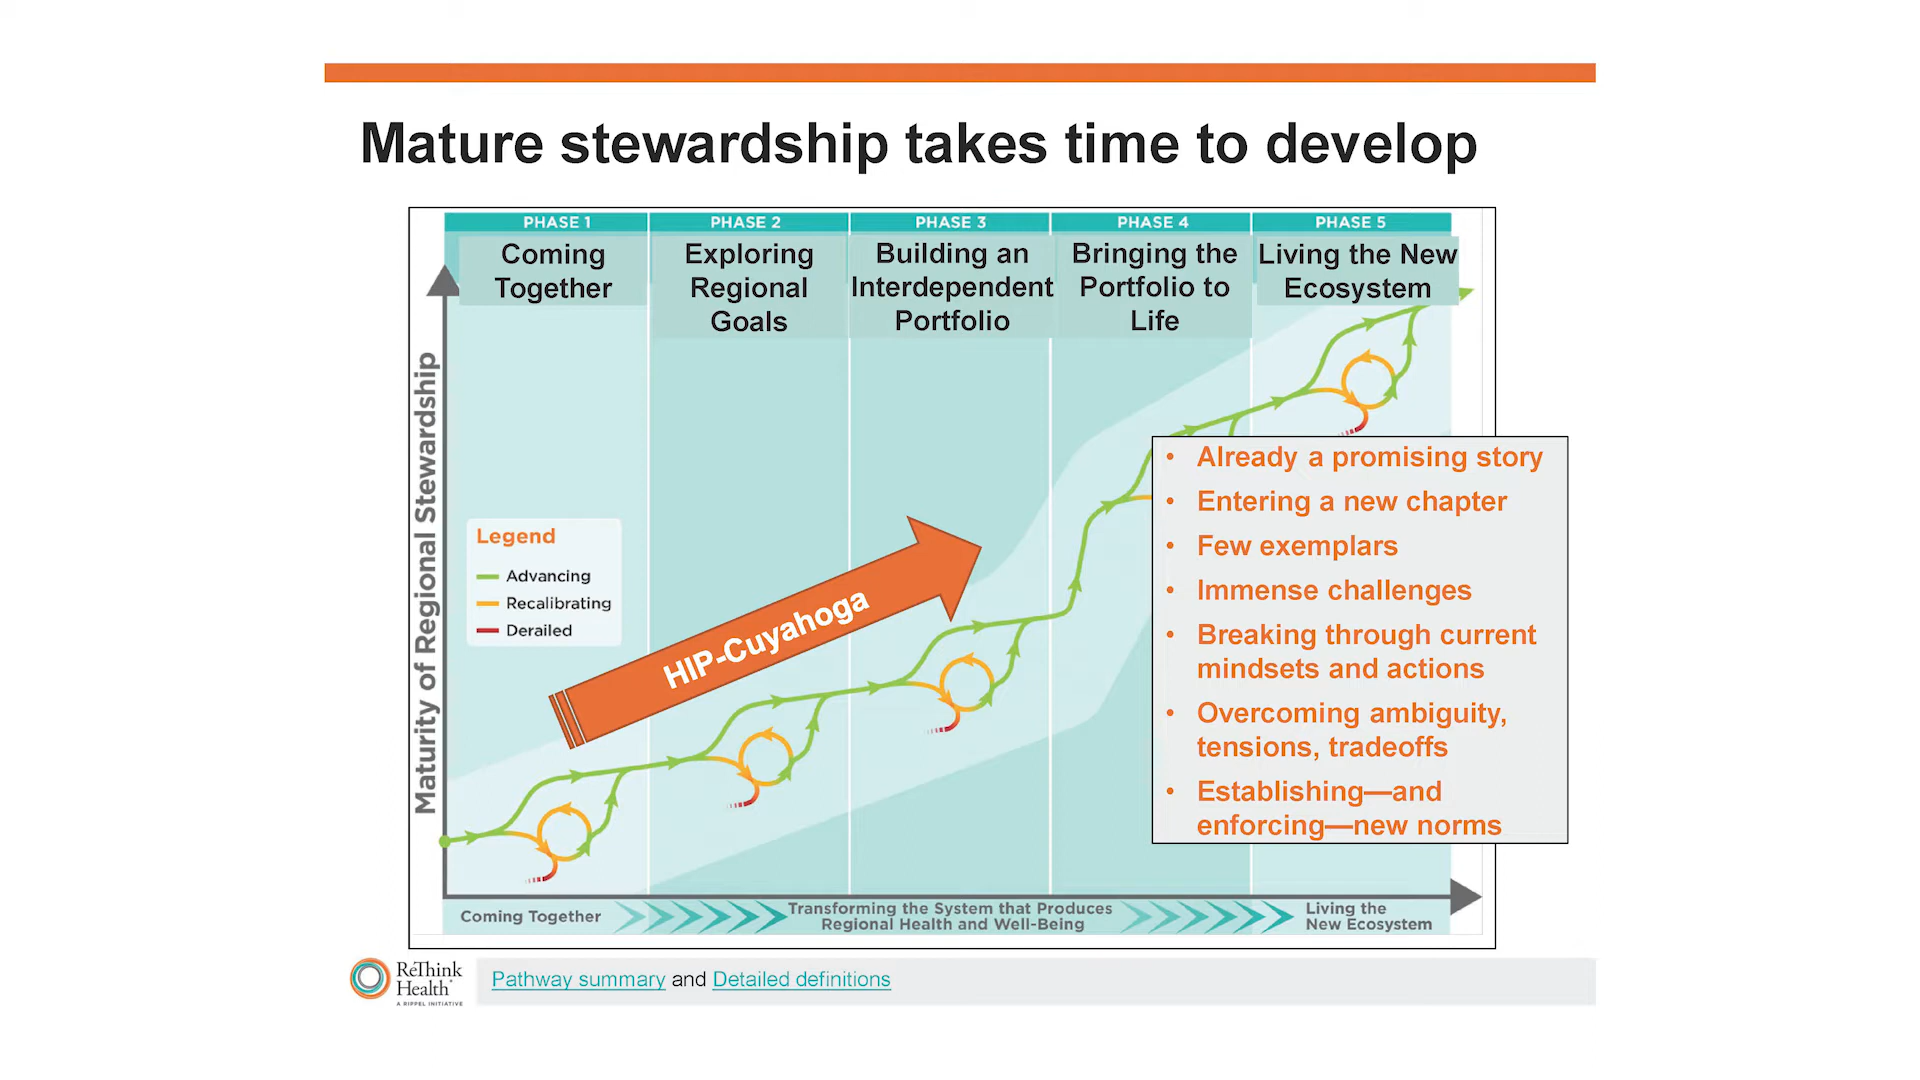 Mature stewardship takes time to develop
PHASE 1
Coming
Together
PHASE 2
Exploring
Regional
Goals
PHASE 3
Building an
Interdependent
Portfolio
PHASE 4
Bringing the
Portfolio to
Life
PHASE 5
Living the New
Ecosystem
Maturity of Regional Stewardship
Legend
Advancing
Recalibrating
Derailed
HIP-Cuyahoga
• Already a promising story
• Entering a new chapter
• Few exemplars
• Immense challenges
• Breaking through current
mindsets and actions
• Overcoming ambiguity,
tensions, tradeoffs
• Establishing—and
enforcing—new norms
Coming Together
Transforming the System that Produces
Regional Health and Well-Being
Living the
New Ecosystem
ReThink
Health
A RIPPEL INITIATIVE
Pathway summary and Detailed definitions